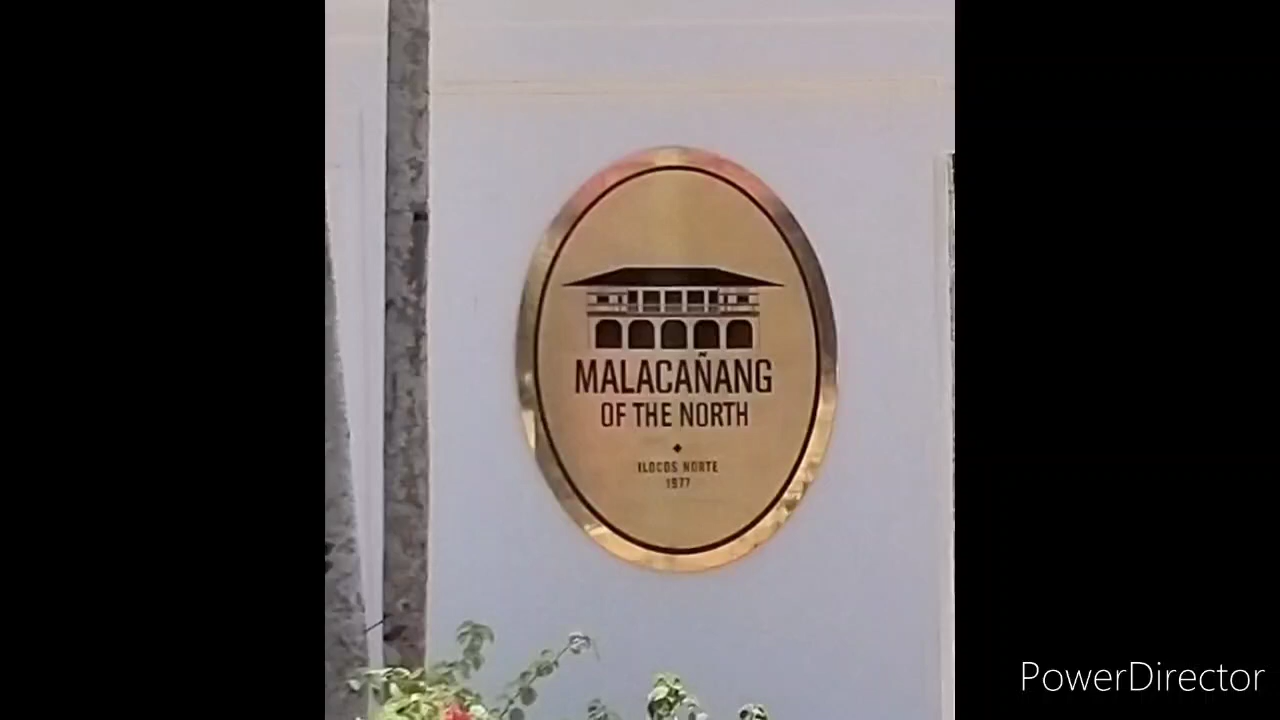 MALACAÑANG
OF THE NORTH
ILOCOS NORTE
1977
PowerDirector